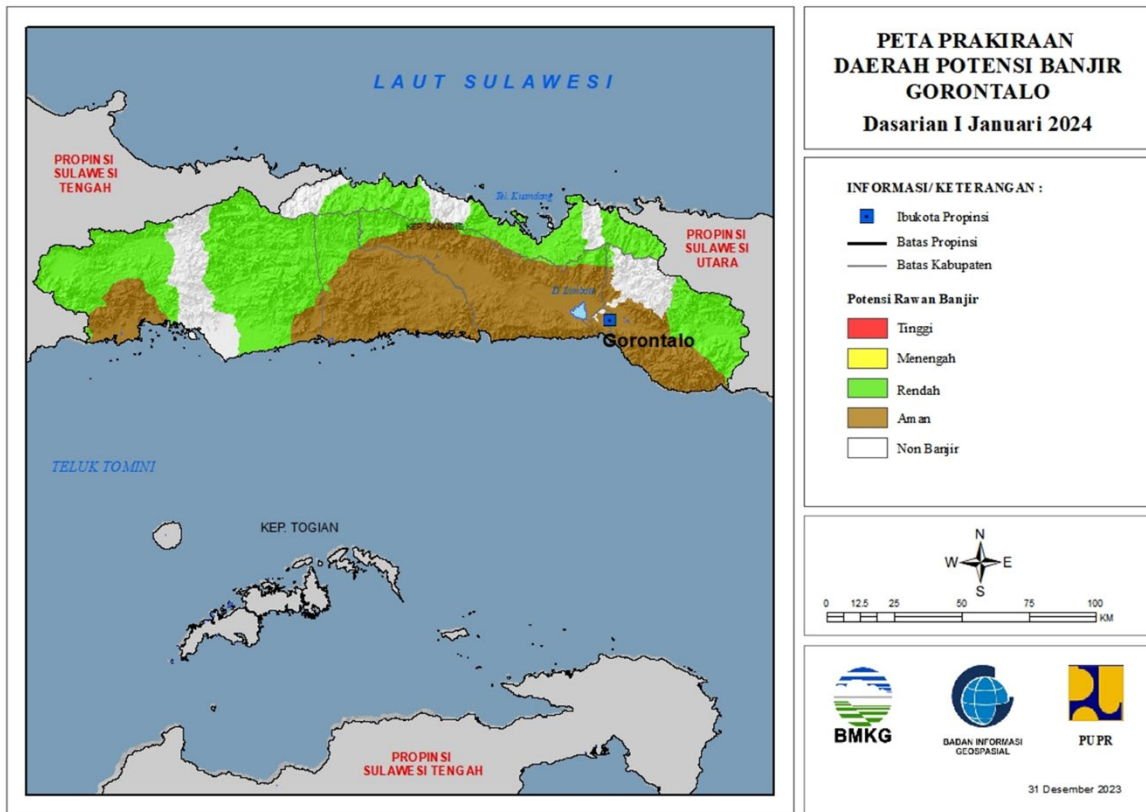 LAUT SULAWESI
PROPINSI
SULAWESI
TENGAH
Tel. Kuandang
KEP. SANGIHE
PROPINSI
SULAWESI
UTARA
Gorontalo
TELUK TOMINI
KEP. TOGIAN
PROPINSI
SULAWESI TENGAH
PETA PRAKIRAAN
DAERAH POTENSI BANJIR
GORONTALO
Dasarian I Januari 2024
INFORMASI/ KETERANGAN :
Ibukota Propinsi
Batas Propinsi
Batas Kabupaten
Potensi Rawan Banjir
Tinggi
Menengah
Rendah
Aman
Non Banjir
N
W E
S
0 12.5 25 50 75 100
KM
BMKG
BADAN INFORMASI
GEOSPASIAL
PUPR
31 Desember 2023